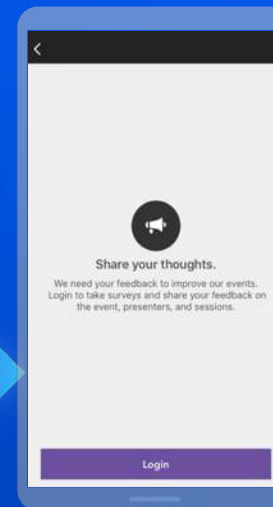 Share your thoughts.
We need your feedback to improve our events.
Login to take surveys and share your feedback on
the event, presenters, and sessions.
Login